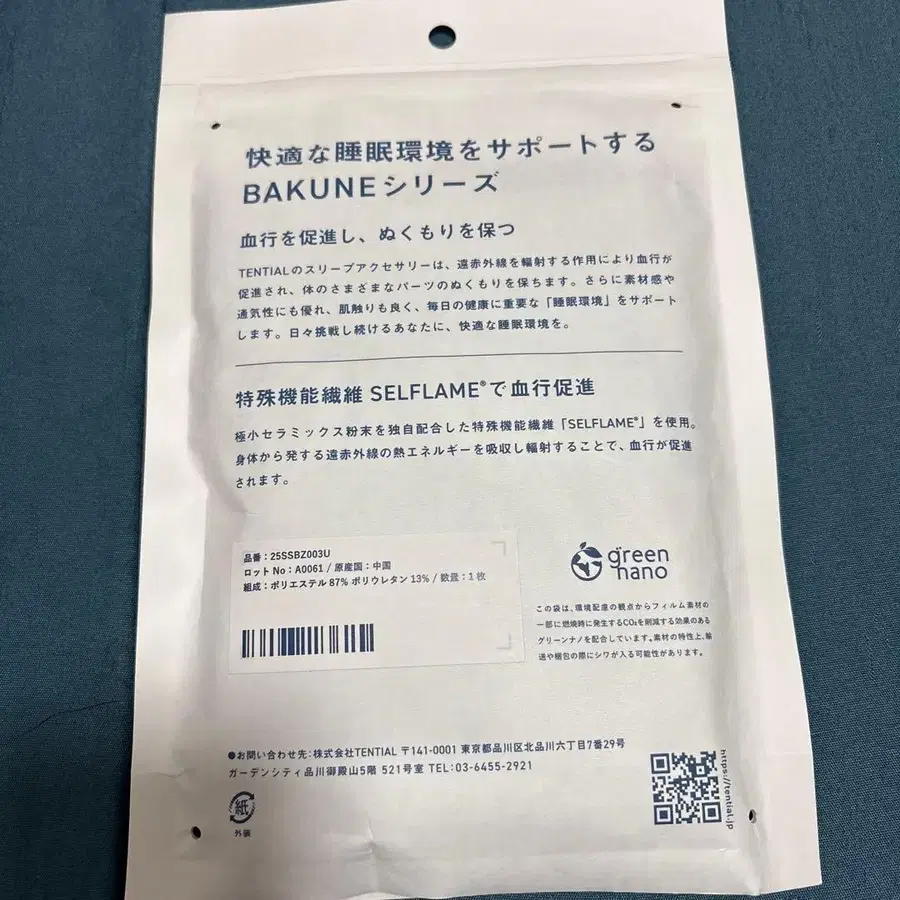 快適な睡眠環境をサポートする
BAKUNEシリーズ
血行を促進し、ぬくもりを保つ
TENTIALのスリープアクセサリーは、遠赤外線を輻射する作用により血行が
促進され、体のさまざまなパーツのぬくもりを保ちます。さらに素材感や
通気性にも優れ、肌触りも良く、毎日の健康に重要な「睡眠環境」をサポート
します。日々挑戦し続けるあなたに、快適な睡眠環境を。
特殊機能繊維 SELFLAME®で血行促進
極小セラミックス粉末を独自配合した特殊機能繊維「SELFLAME®」を使用。
身体から発する遠赤外線の熱エネルギーを吸収し輻射することで、血行が促進
されます。
品番：25SSBZ003U
ロット No：A0061 / 原産国：中国
組成：ポリエステル 87% ポリウレタン 13% / 数量：1 枚
green
nano
この袋は、環境配慮の観点からフィルム素材の
一部に燃焼時に発生するCO₂を削減する効果のある
グリーンナノを配合しています。素材の特性上、輸
送や梱包の際にシワが入る可能性があります。
●お問い合わせ先：株式会社TENTIAL 〒141-0001 東京都品川区北品川六丁目7番29号
ガーデンシティ品川御殿山5階 521号室 TEL：03-6455-2921
紙
外装
https://tential.jp